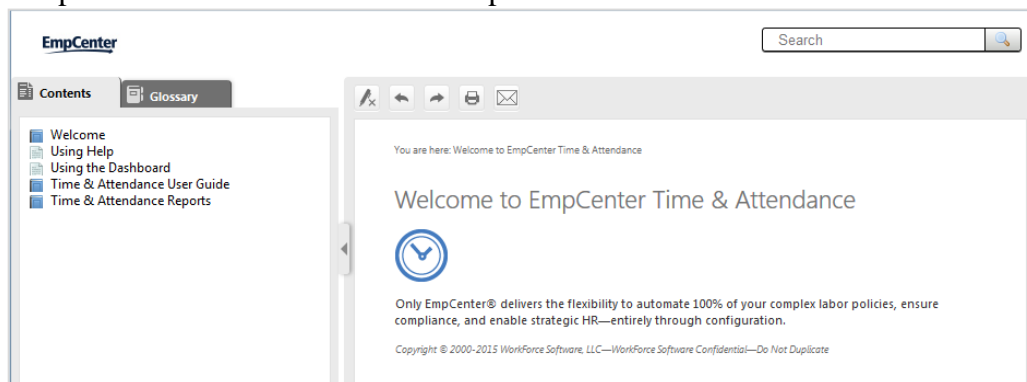 EmpCenter
Search
Contents
Glossary
Welcome
Using Help
Using the Dashboard
Time & Attendance User Guide
Time & Attendance Reports
You are here: Welcome to EmpCenter Time & Attendance
Welcome to EmpCenter Time & Attendance
Only EmpCenter® delivers the flexibility to automate 100% of your complex labor policies, ensure
compliance, and enable strategic HR—entirely through configuration.
Copyright © 2000-2015 WorkForce Software, LLC—WorkForce Software Confidential—Do Not Duplicate